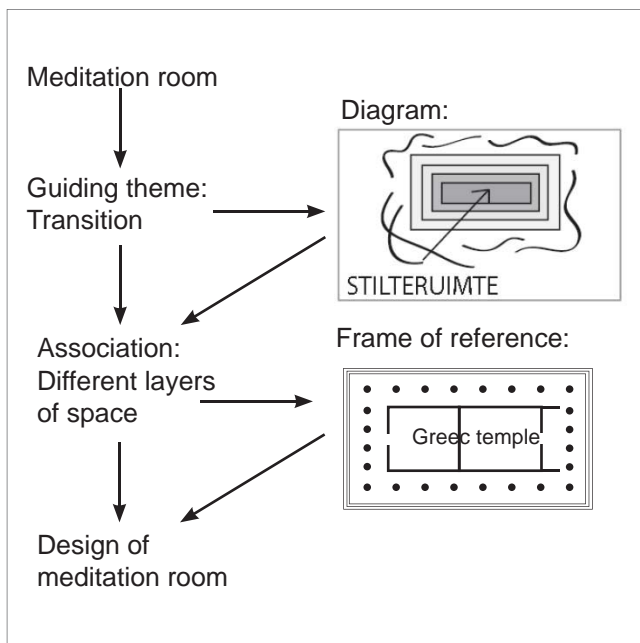 Meditation room
Diagram:
Guiding theme:
Transition
STILTERUIMTE
Frame of reference:
Association:
Different layers
of space
Greec temple
Design of
meditation room